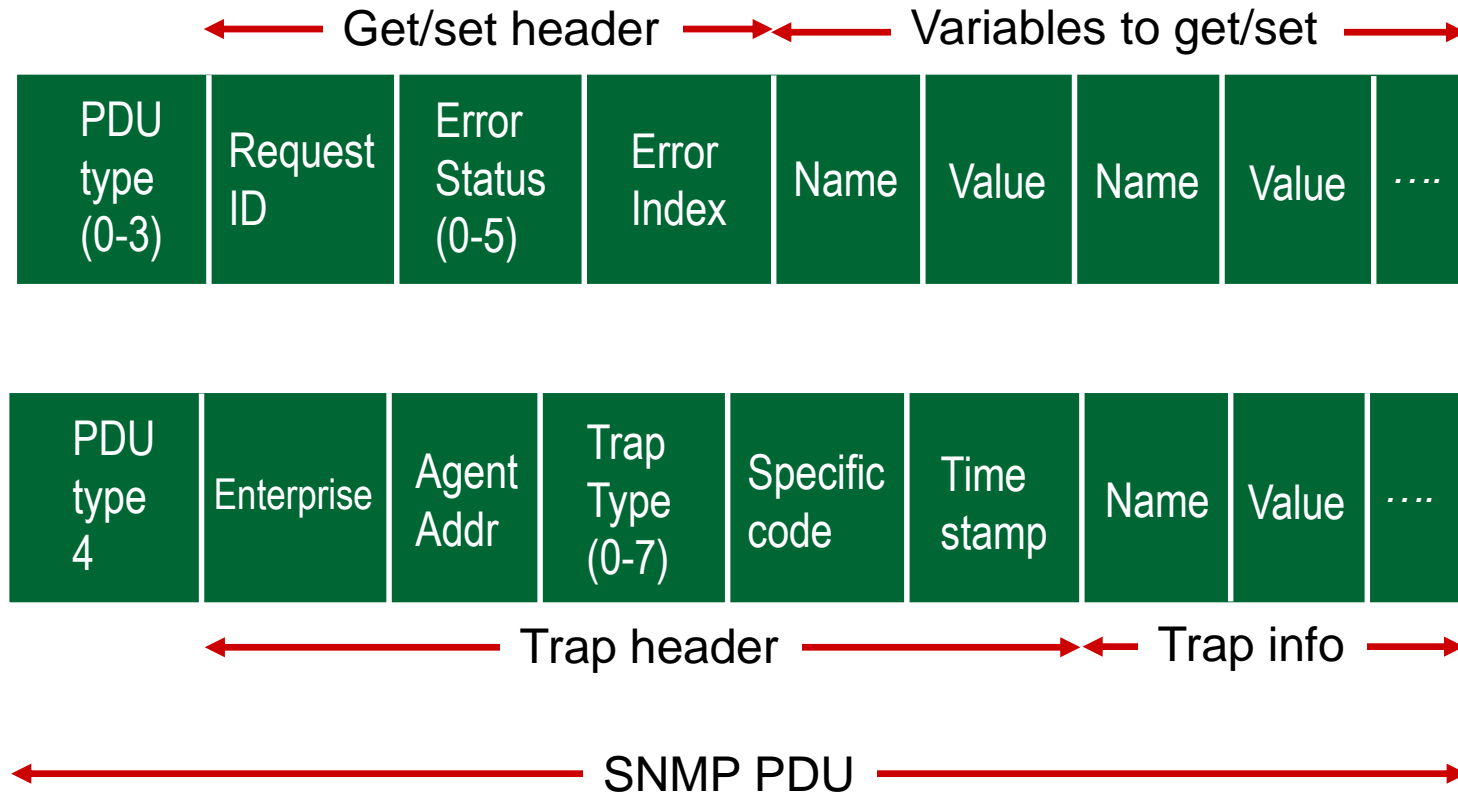 Get/set header
Variables to get/set
PDU
type
(0-3)
Request
ID
Error
Status
(0-5)
Error
Index
Name
Value
Name
Value
....
PDU
type
4
Enterprise
Agent
Addr
Trap
Type
(0-7)
Specific
code
Time
stamp
Name
Value
....
Trap header
Trap info
SNMP PDU